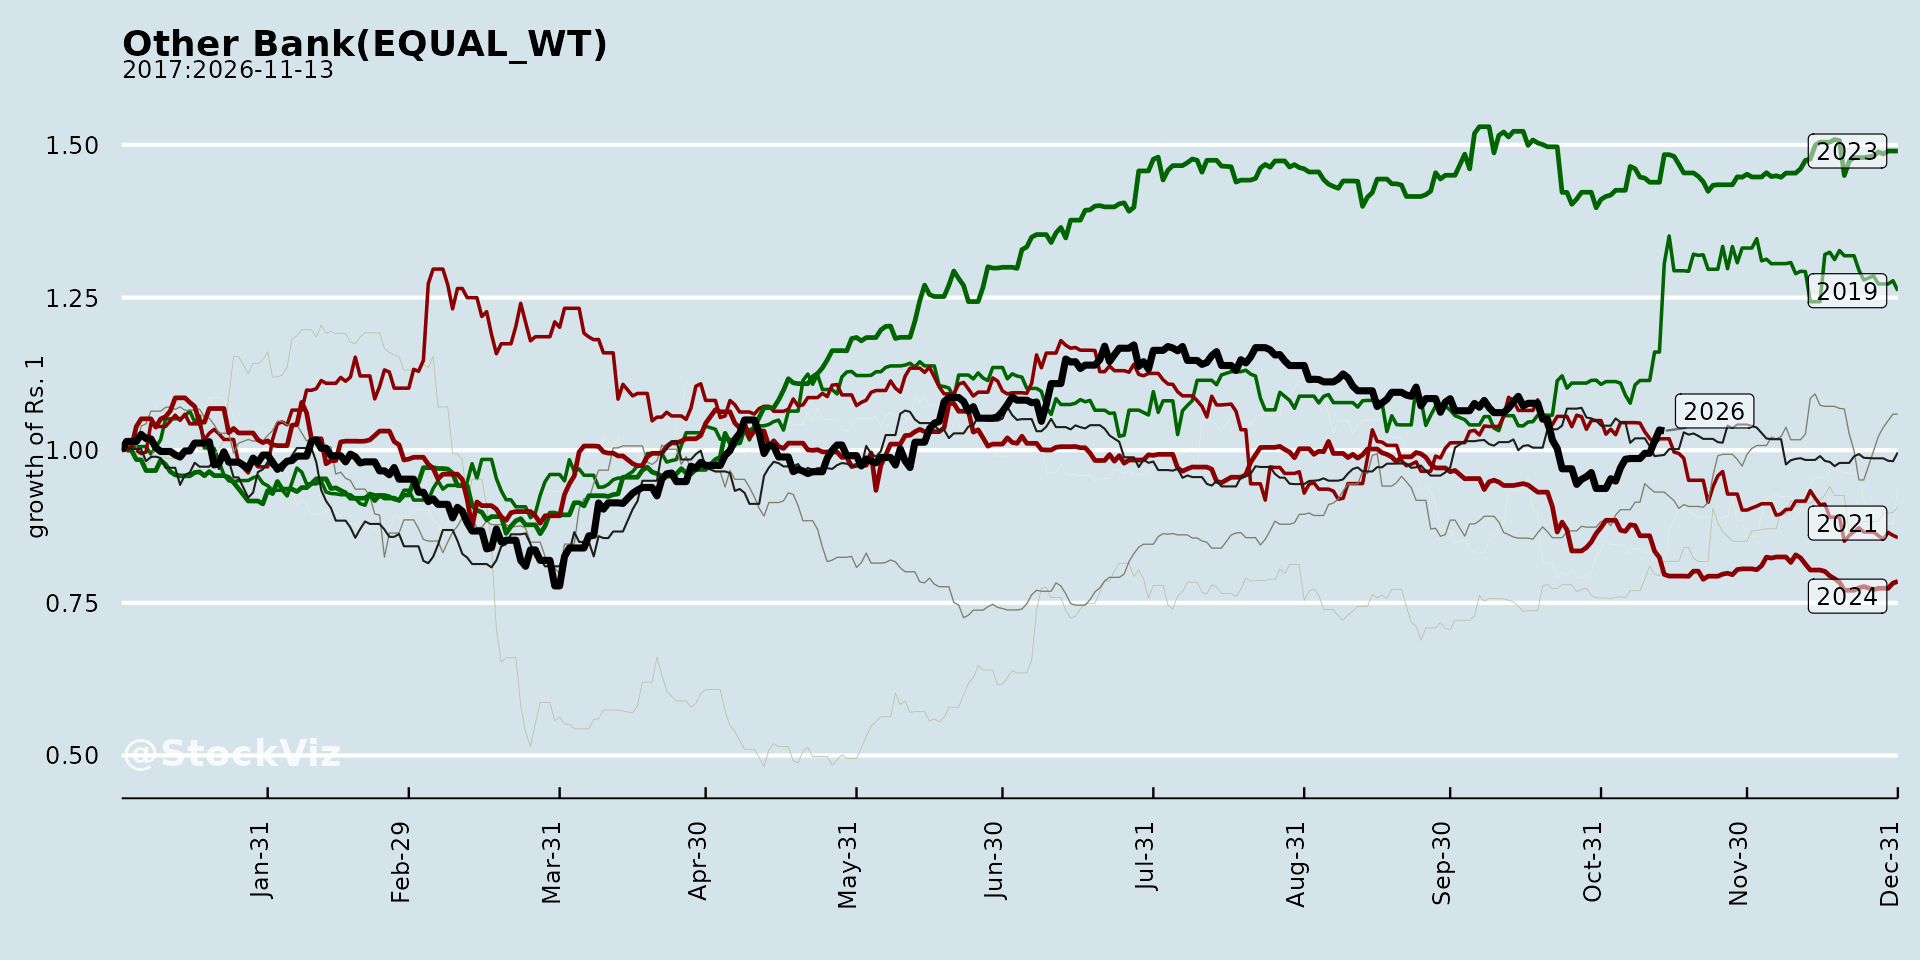 Other Bank(EQUAL_WT)
2017:2026-11-13
growth of Rs. 1
1.50
1.25
1.00
0.75
0.50
2023
2019
2026
2021
2024
@StockViz
Jan-31
Feb-29
Mar-31
Apr-30
May-31
Jun-30
Jul-31
Aug-31
Sep-30
Oct-31
Nov-30
Dec-31